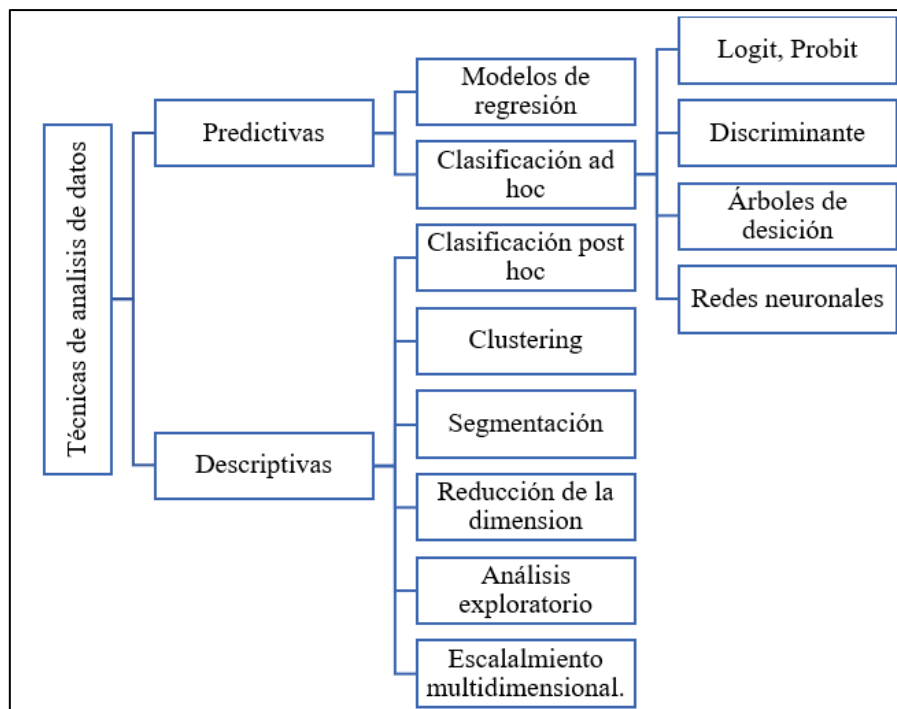 Técnicas de analisis de datos
Predictivas
Modelos de
regresión
Clasificación ad
hoc
Logit, Probit
Discriminante
Árboles de
desición
Redes neuronales
Descriptivas
Clasificación post
hoc
Clustering
Segmentación
Reducción de la
dimension
Análisis
exploratorio
Escalalmiento
multidimensional.